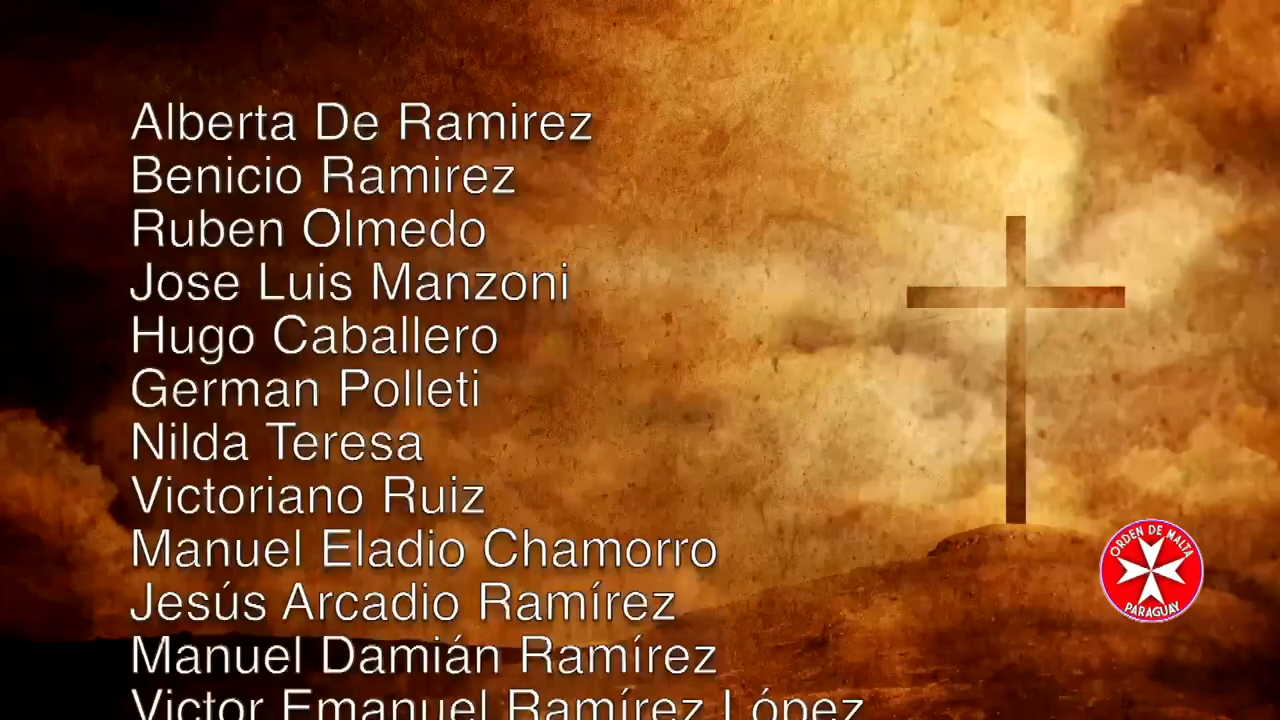 Alberta De Ramirez
Benicio Ramirez
Ruben Olmedo
Jose Luis Manzoni
Hugo Caballero
German Polleti
Nilda Teresa
Victoriano Ruiz
Manuel Eladio Chamorro
Jesús Arcadio Ramírez
Manuel Damián Ramírez
Victor Emanuel Ramírez López
ORDEN DE MALTA
PARAGUAY